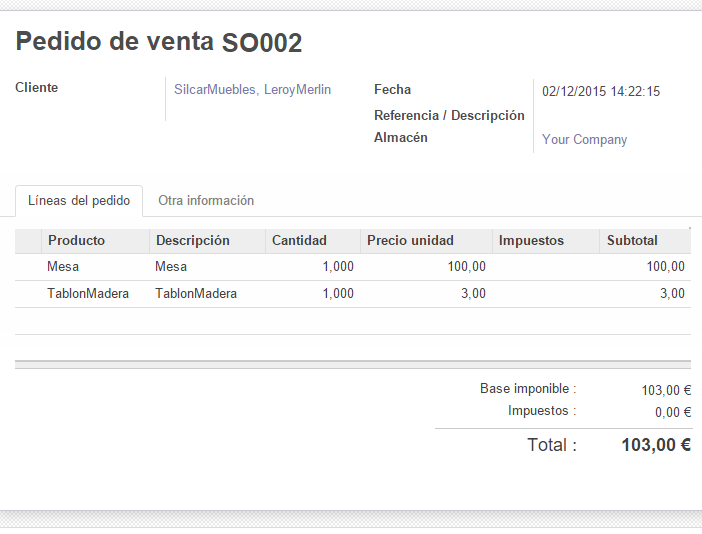 Pedido de venta SO002
Cliente SilcarMuebles, LeroyMerlin Fecha 02/12/2015 14:22:15
Referencia / Descripción
Almacén Your Company
Líneas del pedido Otra información
Producto Descripción Cantidad Precio unidad Impuestos Subtotal
Mesa Mesa 1,000 100,00 100,00
TablonMadera TablonMadera 1,000 3,00 3,00
Base imponible : 103,00 €
Impuestos : 0,00 €
Total : 103,00 €